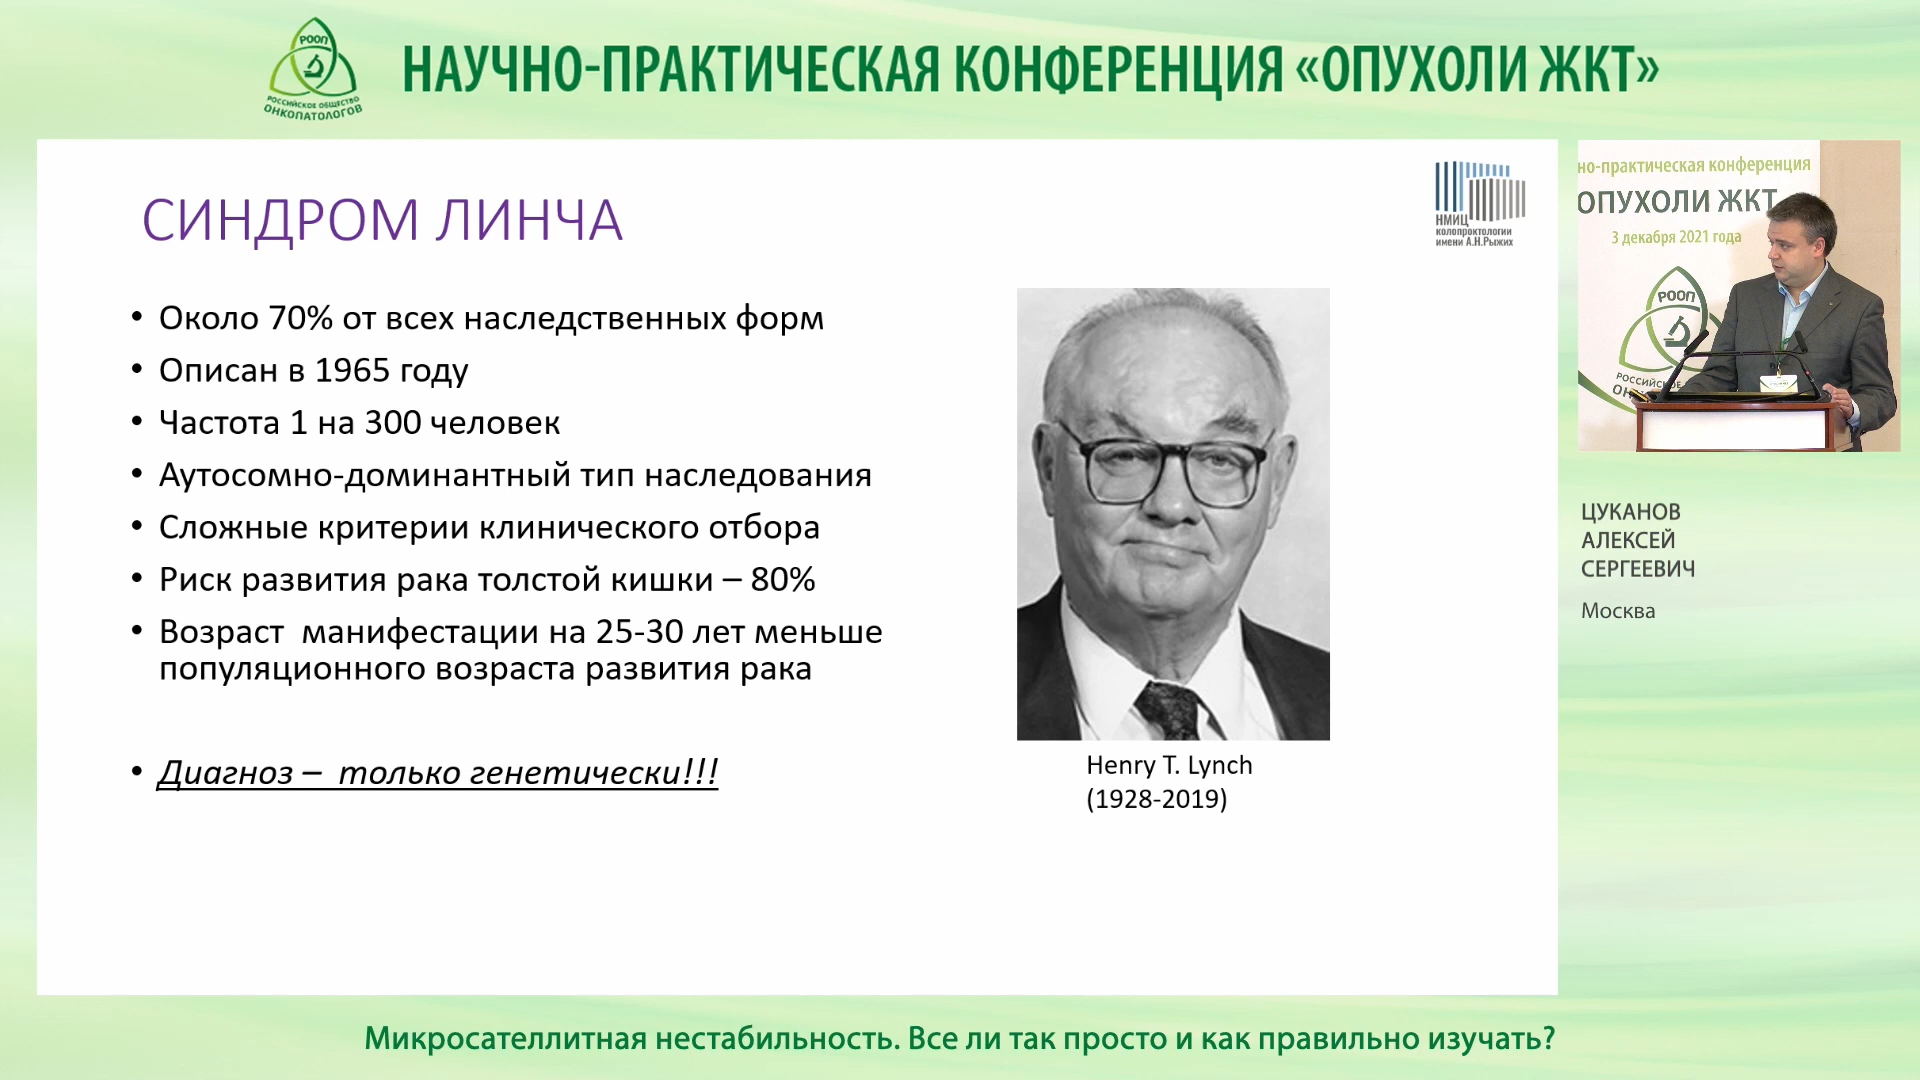 РООП
РОССИЙСКОЕ ОБЩЕСТВО
ОНКОПАТОЛОГОВ
НАУЧНО-ПРАКТИЧЕСКАЯ КОНФЕРЕНЦИЯ «ОПУХОЛИ ЖКТ»
СИНДРОМ ЛИНЧА
НМИЦ
колопроктологии
имени А.Н.Рыжих
• Около 70% от всех наследственных форм
• Описан в 1965 году
• Частота 1 на 300 человек
• Аутосомно-доминантный тип наследования
• Сложные критерии клинического отбора
• Риск развития рака толстой кишки – 80%
• Возраст  манифестации на 25-30 лет меньше
популяционного возраста развития рака
• Диагноз –  только генетически!!!
Henry T. Lynch
(1928-2019)
но-практическая конференция
ОПУХОЛИ ЖКТ
3 декабря 2021 года
РООП
ЦУКАНОВ
АЛЕКСЕЙ
СЕРГЕЕВИЧ
Москва
Микросателлитная нестабильность. Все ли так просто и как правильно изучать?